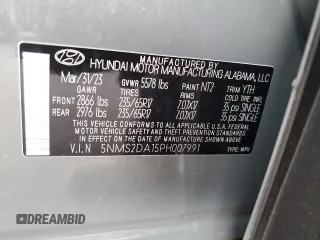 MANUFACTURED BY
HYUNDAI MOTOR MANUFACTURING ALABAMA, LLC
Mar/31/23 GVWR 5578 lbs PAINT NT2 TRIM YTH
GAWR TIRES RIMS
FRONT 2866 lbs 235/65R17 7.0JX17 35 PSI SINGLE
REAR 2976 lbs 235/65R17 7.0JX17 35 PSI SINGLE
THIS VEHICLE CONFORMS TO ALL APPLICABLE U.S.A. FEDERAL
MOTOR VEHICLE SAFETY AND THEFT PREVENTION STANDARDS
IN EFFECT ON THE DATE OF MANUFACTURE SHOWN ABOVE.
V.I.N 5NMS2DA15PH007991 TYPE: MPV
DREAMBID